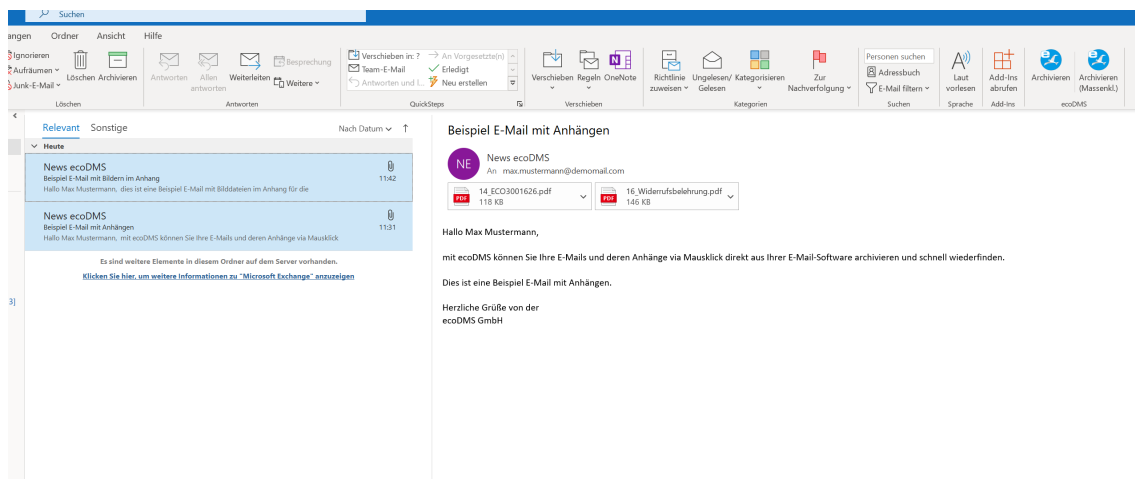 Suchen
angen Ordner Ansicht Hilfe
Ignorieren
Aufräumen
Junk-E-Mail
Löschen Archivieren
Löschen
Antworten Allen antworten Weiterleiten
Besprechung
Weitere
Antworten
Verschieben in: ? An Vorgesetzte(n)
Team-E-Mail Erledigt
Antworten und l... Neu erstellen
QuickSteps
Verschieben Regeln OneNote
Verschieben
Richtlinie zuweisen Ungelesen/ Gelesen Kategorisieren Zur Nachverfolgung
Kategorien
Personen suchen
Adressbuch
E-Mail filtern
Suchen
Laut vorlesen
Sprache
Add-Ins abrufen
Add-Ins
Archivieren Archivieren (Massenkl.)
ecoDMS
Relevant Sonstige Nach Datum
Heute
News ecoDMS
Beispiel E-Mail mit Bildern im Anhang 11:42
Hallo Max Mustermann, dies ist eine Beispiel E-Mail mit Bilddateien im Anhang für die
News ecoDMS
Beispiel E-Mail mit Anhängen 11:31
Hallo Max Mustermann, mit ecoDMS können Sie Ihre E-Mails und deren Anhänge via Mausklick
Es sind weitere Elemente in diesem Ordner auf dem Server vorhanden.
Klicken Sie hier, um weitere Informationen zu "Microsoft Exchange" anzuzeigen
3]
Beispiel E-Mail mit Anhängen
NE
News ecoDMS
An max.mustermann@demomail.com
PDF
14_ECO3001626.pdf
118 KB
PDF
16_Widerrufsbelehrung.pdf
146 KB
Hallo Max Mustermann,
mit ecoDMS können Sie Ihre E-Mails und deren Anhänge via Mausklick direkt aus Ihrer E-Mail-Software archivieren und schnell wiederfinden.
Dies ist eine Beispiel E-Mail mit Anhängen.
Herzliche Grüße von der
ecoDMS GmbH